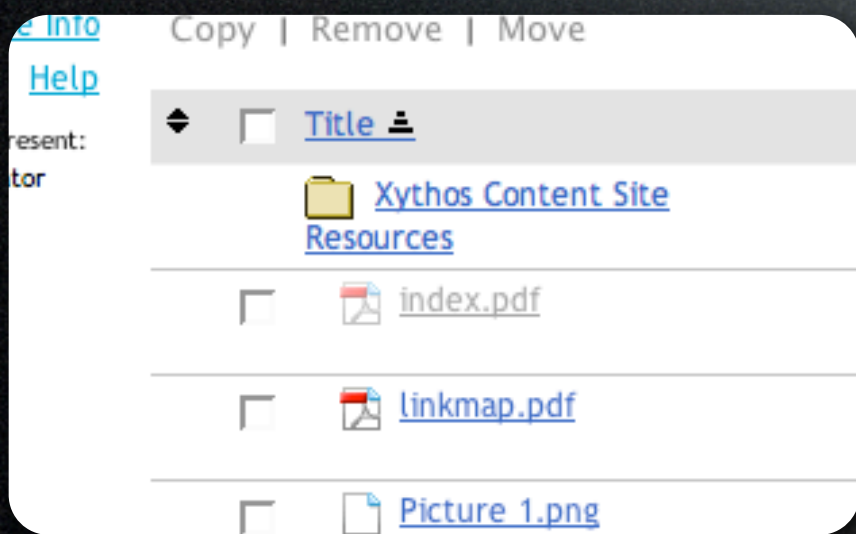 e Info
Copy | Remove | Move
Help
resent:
tor
Title
Xythos Content Site
Resources
index.pdf
linkmap.pdf
Picture 1.png